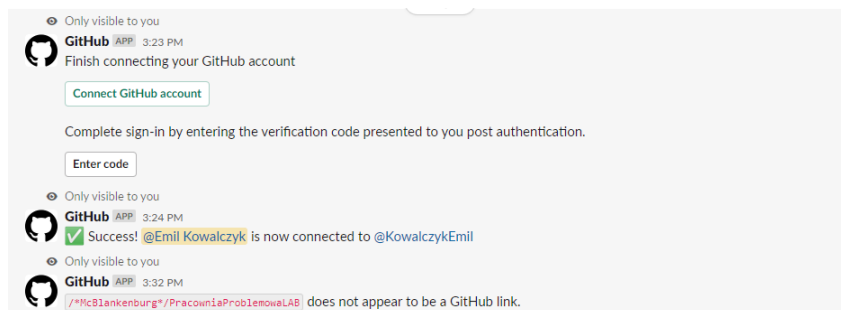 Only visible to you
GitHub APP 3:23 PM
Finish connecting your GitHub account
Connect GitHub account
Complete sign-in by entering the verification code presented to you post authentication.
Enter code
Only visible to you
GitHub APP 3:24 PM
✅ Success! @Emil Kowalczyk is now connected to @KowalczykEmil
Only visible to you
GitHub APP 3:32 PM
/*McBlankenburg*/PracowniaProblemowaLAB does not appear to be a GitHub link.